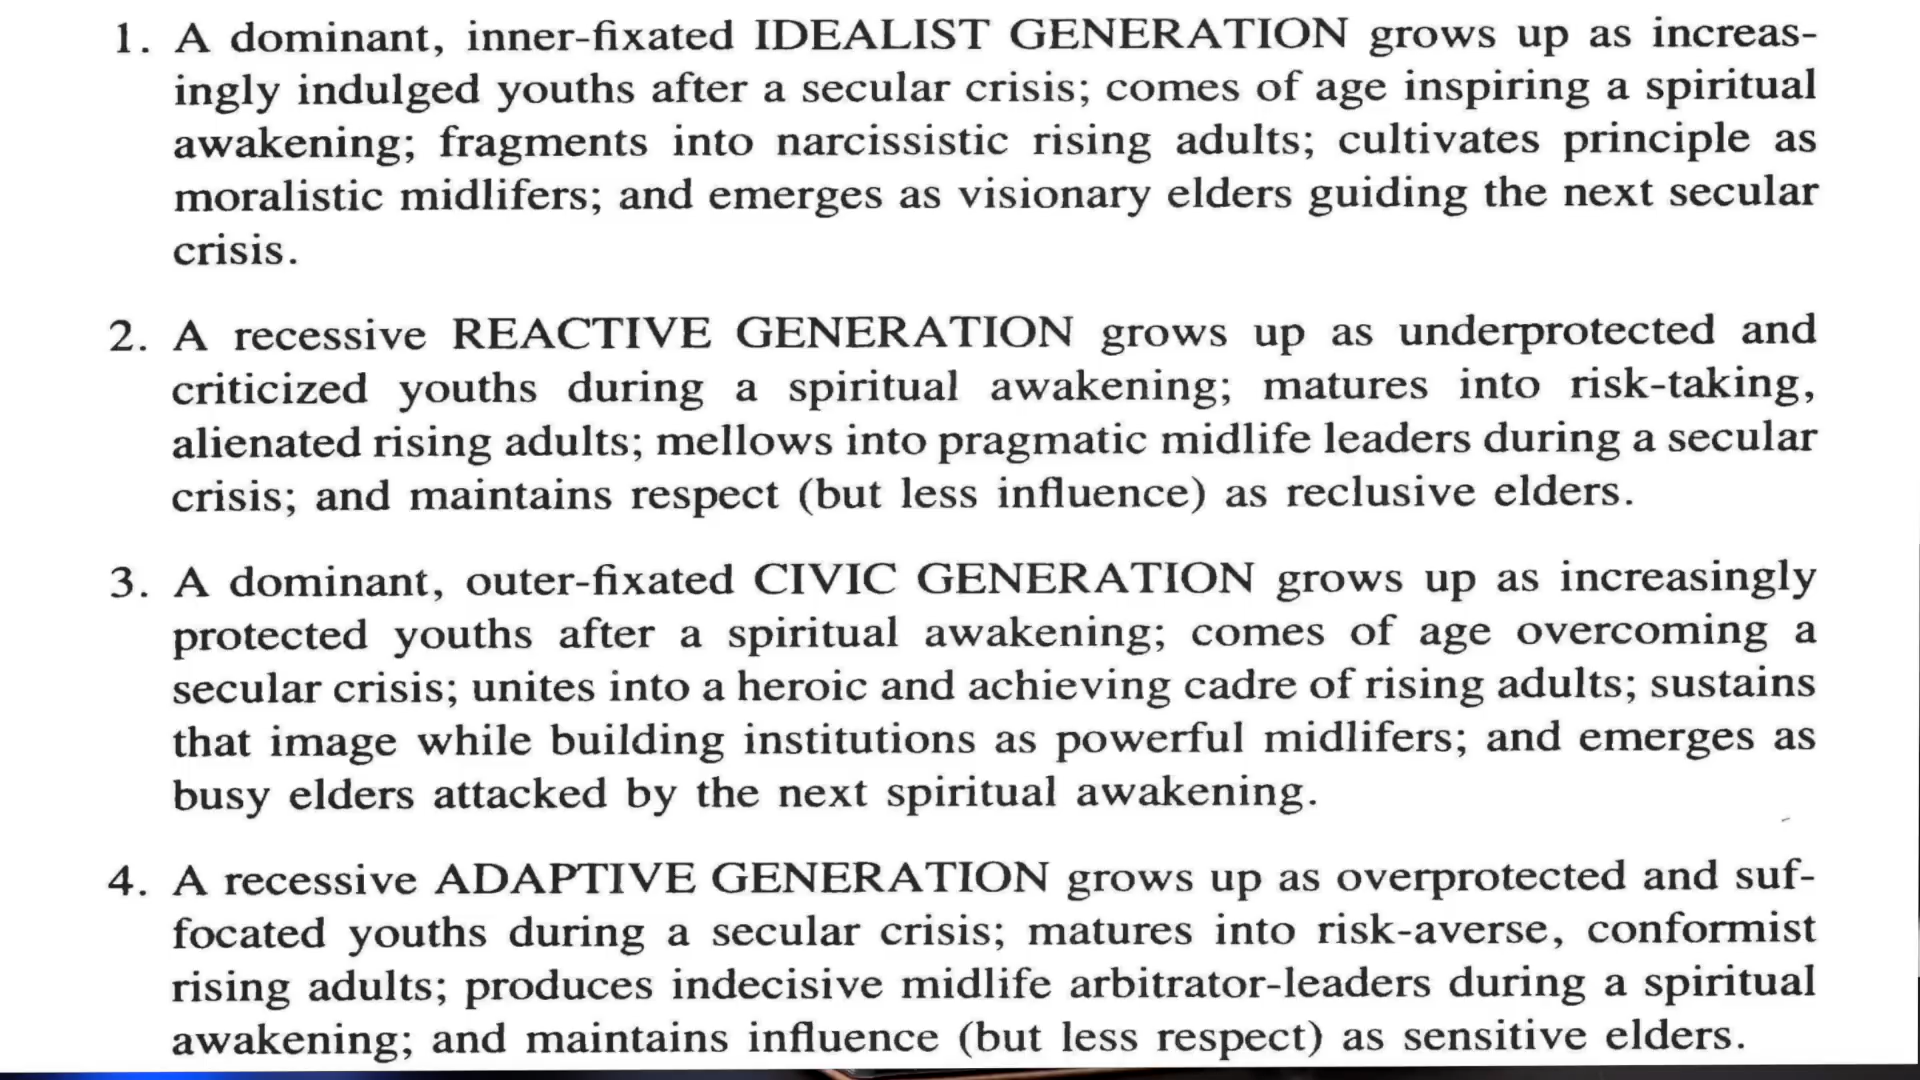 1. A dominant, inner-fixated IDEALIST GENERATION grows up as increas-
ingly indulged youths after a secular crisis; comes of age inspiring a spiritual
awakening; fragments into narcissistic rising adults; cultivates principle as
moralistic midlifers; and emerges as visionary elders guiding the next secular
crisis.
2. A recessive REACTIVE GENERATION grows up as underprotected and
criticized youths during a spiritual awakening; matures into risk-taking,
alienated rising adults; mellows into pragmatic midlife leaders during a secular
crisis; and maintains respect (but less influence) as reclusive elders.
3. A dominant, outer-fixated CIVIC GENERATION grows up as increasingly
protected youths after a spiritual awakening; comes of age overcoming a
secular crisis; unites into a heroic and achieving cadre of rising adults; sustains
that image while building institutions as powerful midlifers; and emerges as
busy elders attacked by the next spiritual awakening.
4. A recessive ADAPTIVE GENERATION grows up as overprotected and suf-
focated youths during a secular crisis; matures into risk-averse, conformist
rising adults; produces indecisive midlife arbitrator-leaders during a spiritual
awakening; and maintains influence (but less respect) as sensitive elders.